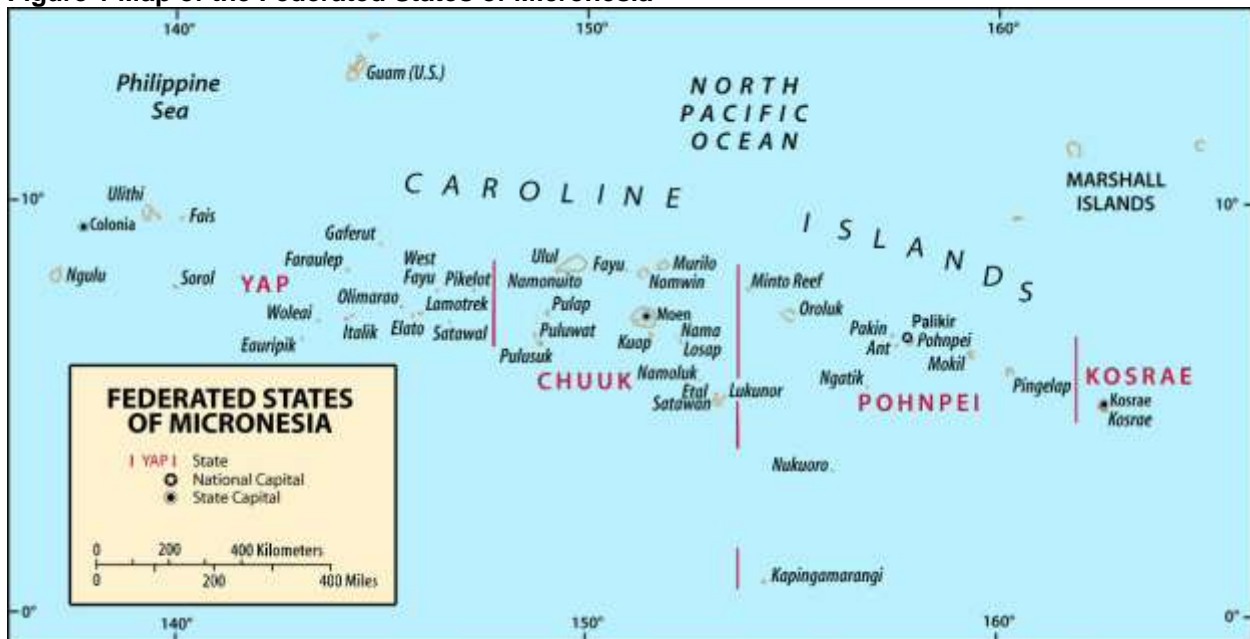 Figure 1 Map of the Federated States of Micronesia
140°
150°
160°
Guam (U.S.)
Philippine
Sea
NORTH
PACIFIC
OCEAN
CAROLINE
ISLANDS
MARSHALL
ISLANDS
10°
10°
Ulithi
Colonia
Fais
Ngulu
Sorol
YAP
Gaferut
Faraulep
West
Fayu
Pikelot
Olimarao
Lamotrek
Woleai
Italik
Elato
Satawal
Eauripik
Ulul
Fayu
Murilo
Nomwin
Namonuito
Pulap
Moen
Puluwat
Kuop
Nama
Losap
Pulusuk
CHUUK
Namoluk
Etal
Lukunor
Satawan
Minto Reef
Oroluk
Palikir
Pakin
Pohnpei
Ant
Mokil
Ngatik
POHNPEI
Pingelap
KOSRAE
Kosrae
Kosrae
Nukuoro
Kapingamarangi
FEDERATED STATES
OF MICRONESIA
YAP State
National Capital
State Capital
0 200 400 Kilometers
0 200 400 Miles
0°
0°
140°
150°
160°